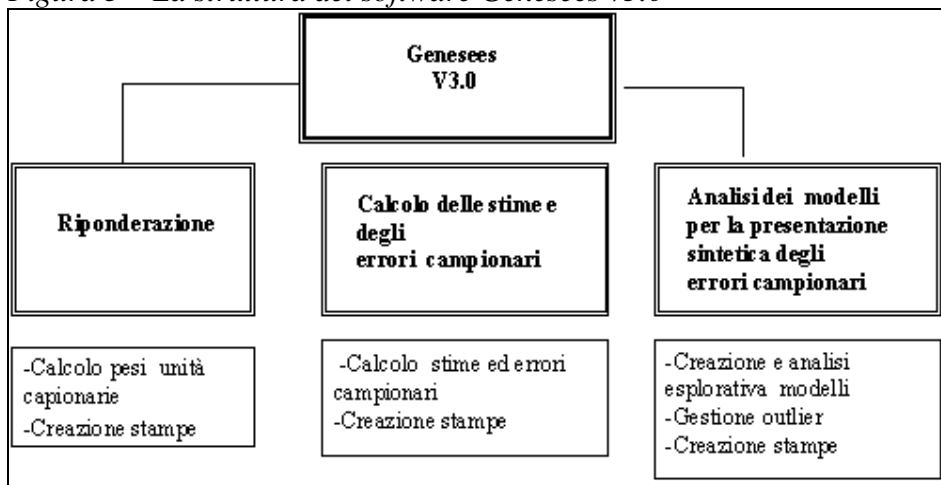 Figura 3 – La struttura del software Genesees V3.0
Genesees
V3.0
Riponderazione
Calcolo delle stime e
degli
errori campionari
Analisi dei modelli
per la presentazione
sintetica degli
errori campionari
-Calcolo pesi unità
capionarie
-Creazione stampe
-Calcolo stime ed errori
campionari
-Creazione stampe
-Creazione e analisi
esplorativa modelli
-Gestione outlier
-Creazione stampe